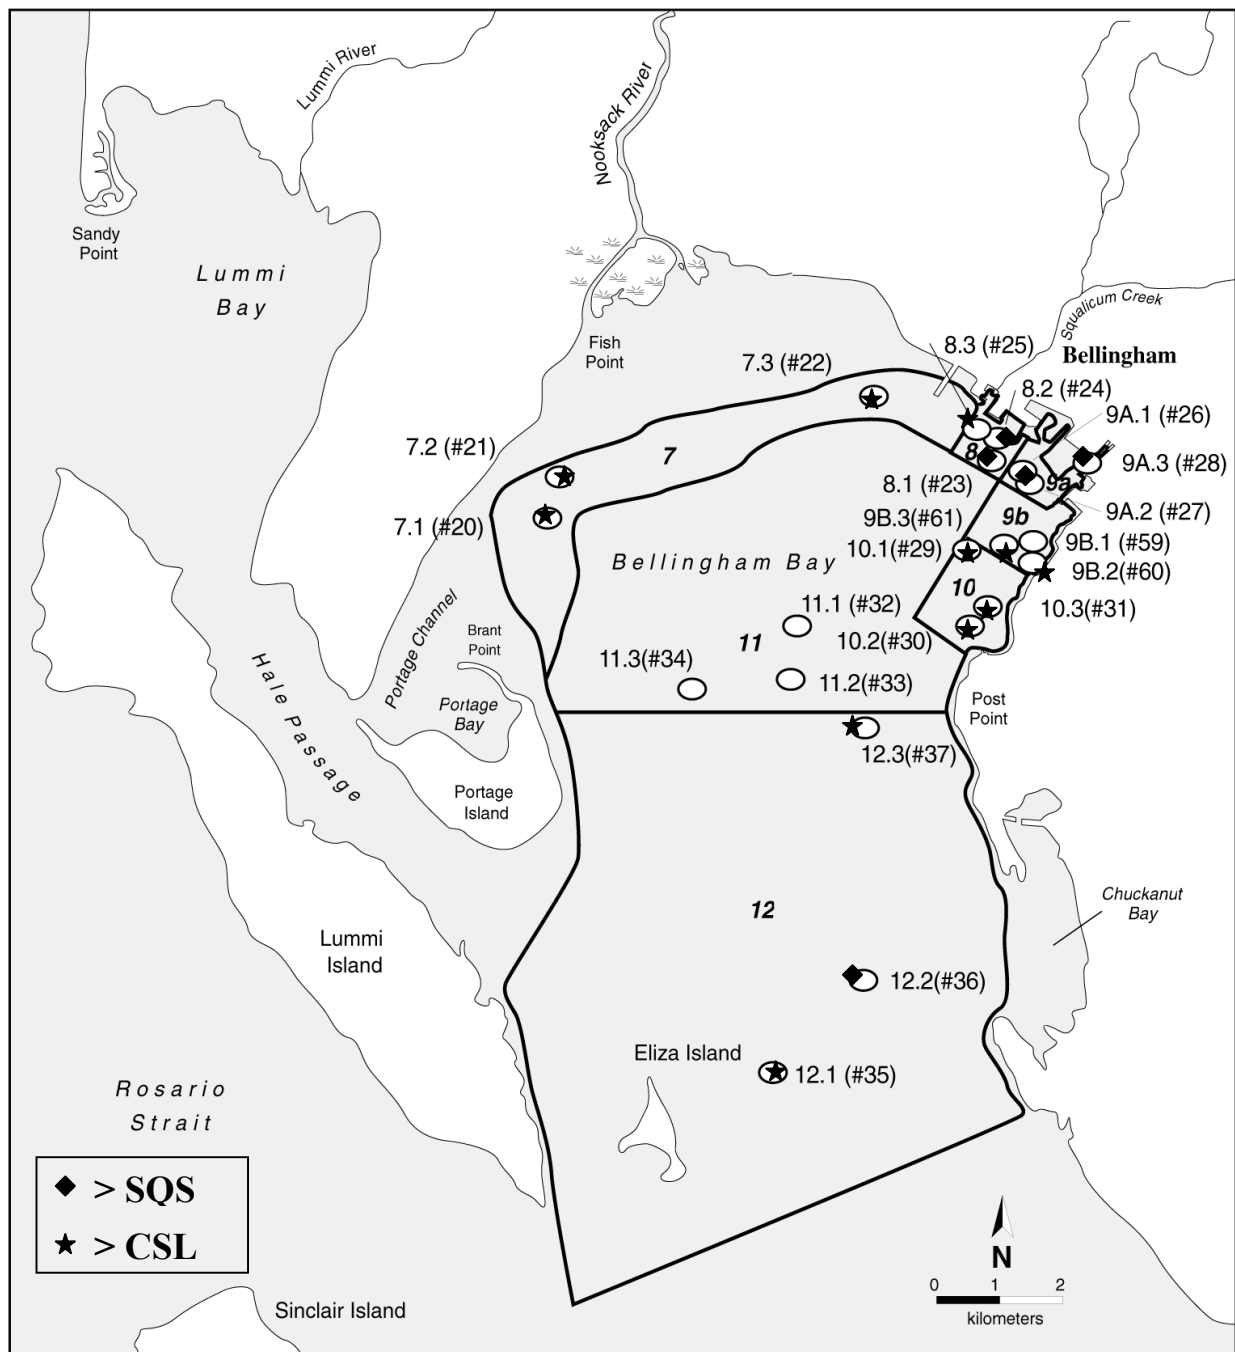 Lummi River
Nooksack River
Sandy
Point
Lummi
Bay
Squalicum Creek
Fish
Point
8.3 (#25)
Bellingham
7.3 (#22)
8.2 (#24)
9A.1 (#26)
7.2 (#21)
7
8
9A.3 (#28)
8.1 (#23)
9a
7.1 (#20)
9B.3(#61)
9b
9A.2 (#27)
10.1(#29)
9B.1 (#59)
Bellingham Bay
9B.2(#60)
10
11.1 (#32)
10.3(#31)
Portage Channel
Brant
Point
11
10.2(#30)
11.3(#34)
11.2(#33)
Hale Passage
Portage
Bay
Post
Point
12.3(#37)
Portage
Island
Chuckanut
Bay
12
Lummi
Island
12.2(#36)
Eliza Island
12.1 (#35)
Rosario
Strait
> SQS
> CSL
N
0 1 2
kilometers
Sinclair Island